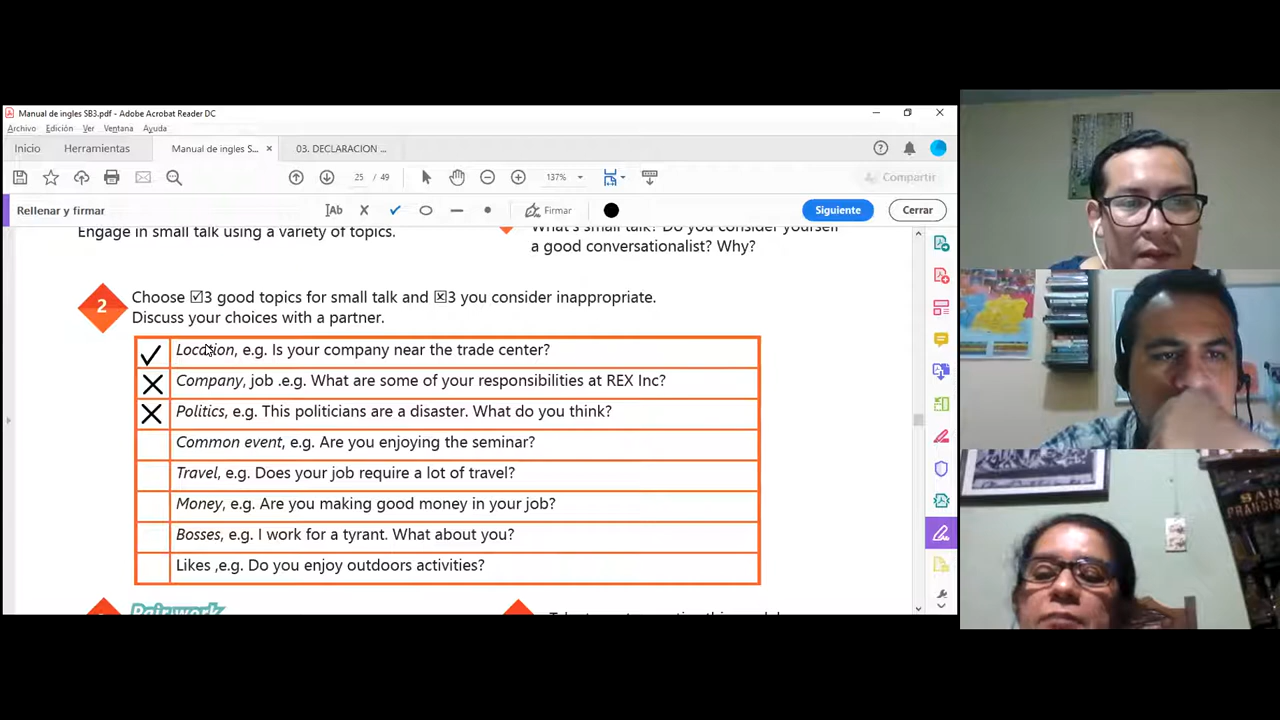 Manual de ingles SB3.pdf - Adobe Acrobat Reader DC
Archivo Edición Ver Ventana Ayuda
Inicio Herramientas Manual de ingles SB3.p... × 03. DECLARACION ...
25 / 49 137% Compartir
Rellenar y firmar Ab Firmar Siguiente Cerrar
Engage in small talk using a variety of topics.
What's small talk? Do you consider yourself
a good conversationalist? Why?
2
Choose ☑3 good topics for small talk and ☒3 you consider inappropriate.
Discuss your choices with a partner.
Location, e.g. Is your company near the trade center?
Company, job .e.g. What are some of your responsibilities at REX Inc?
Politics, e.g. This politicians are a disaster. What do you think?
Common event, e.g. Are you enjoying the seminar?
Travel, e.g. Does your job require a lot of travel?
Money, e.g. Are you making good money in your job?
Bosses, e.g. I work for a tyrant. What about you?
Likes ,e.g. Do you enjoy outdoors activities?
Pair work
SAN
FRANCIS